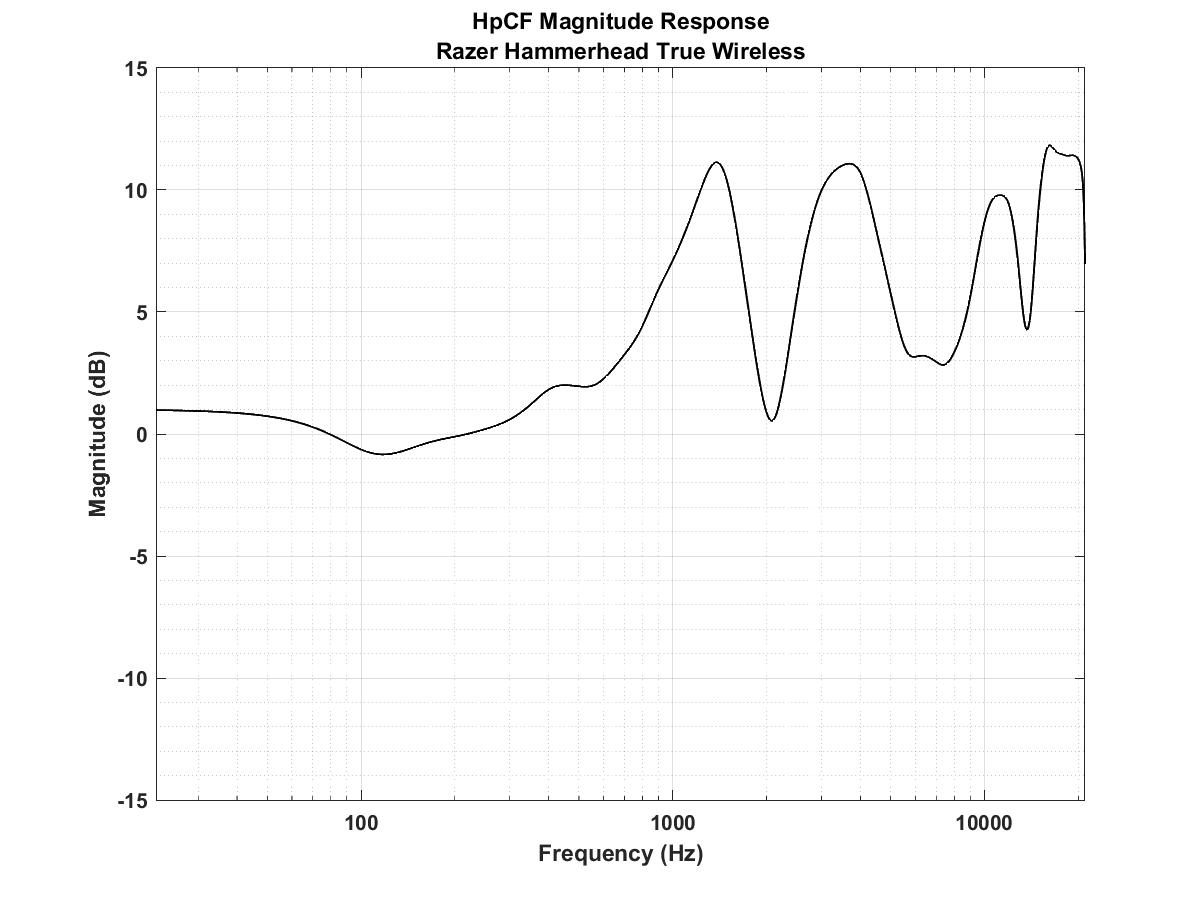 HpCF Magnitude Response
Razer Hammerhead True Wireless
15
10
5
0
-5
-10
-15
Magnitude (dB)
100 1000 10000
Frequency (Hz)